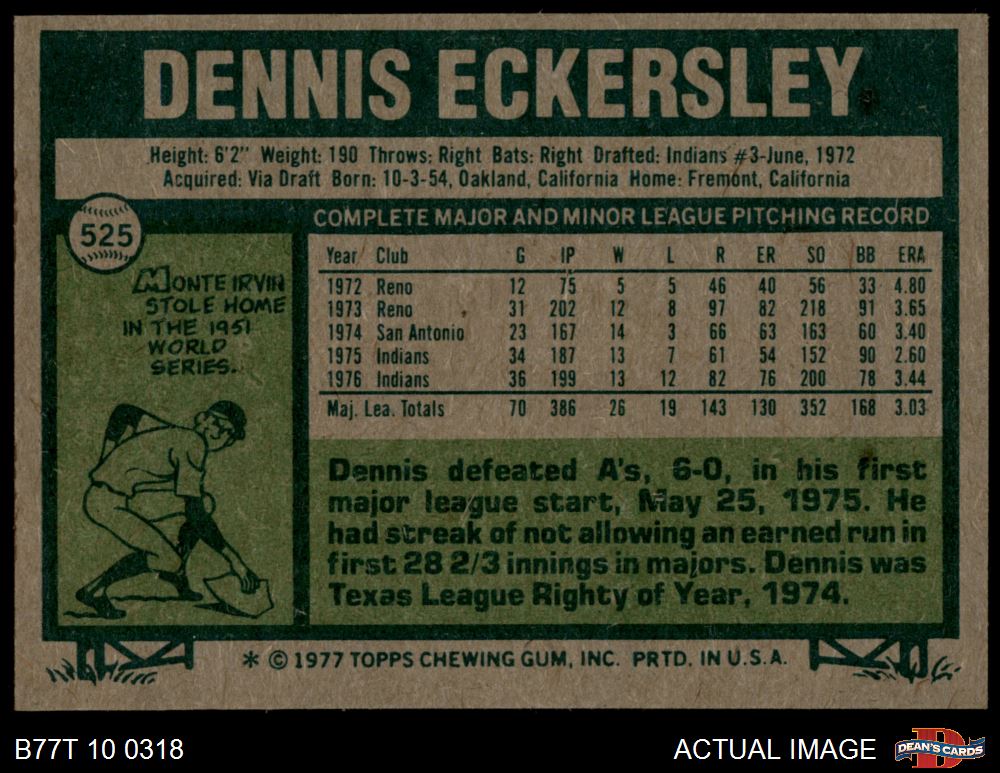 DENNIS ECKERSLEY
Height: 6'2" Weight: 190 Throws: Right Bats: Right Drafted: Indians #3-June, 1972
Acquired: Via Draft Born: 10-3-54, Oakland, California Home: Fremont, California
525
MONTE IRVIN
STOLE HOME
IN THE 1951
WORLD
SERIES.
COMPLETE MAJOR AND MINOR LEAGUE PITCHING RECORD
Year Club G IP W L R ER SO BB ERA
1972 Reno 12 75 5 5 46 40 56 33 4.80
1973 Reno 31 202 12 8 97 82 218 91 3.65
1974 San Antonio 23 167 14 3 66 63 163 60 3.40
1975 Indians 34 187 13 7 61 54 152 90 2.60
1976 Indians 36 199 13 12 82 76 200 78 3.44
Maj. Lea. Totals 70 386 26 19 143 130 352 168 3.03
Dennis defeated A's, 6-0, in his first
major league start, May 25, 1975. He
had streak of not allowing an earned run in
first 28 2/3 innings in majors. Dennis was
Texas League Righty of Year, 1974.
* © 1977 TOPPS CHEWING GUM, INC. PRTD. IN U.S.A.
B77T 10 0318
ACTUAL IMAGE
D
DEAN'S CARDS